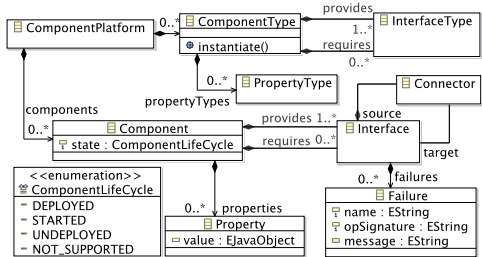 ComponentPlatform
0..*
ComponentType
instantiate()
provides
1..*
requires
0..*
InterfaceType
0..*
propertyTypes
PropertyType
Connector
components
0..*
Component
state : ComponentLifeCycle
provides 1..*
requires 0..*
Interface
source
target
<<enumeration>>
ComponentLifeCycle
DEPLOYED
STARTED
UNDEPLOYED
NOT_SUPPORTED
0..*
properties
Property
value : EJavaObject
0..*
failures
Failure
name : EString
opSignature : EString
message : EString